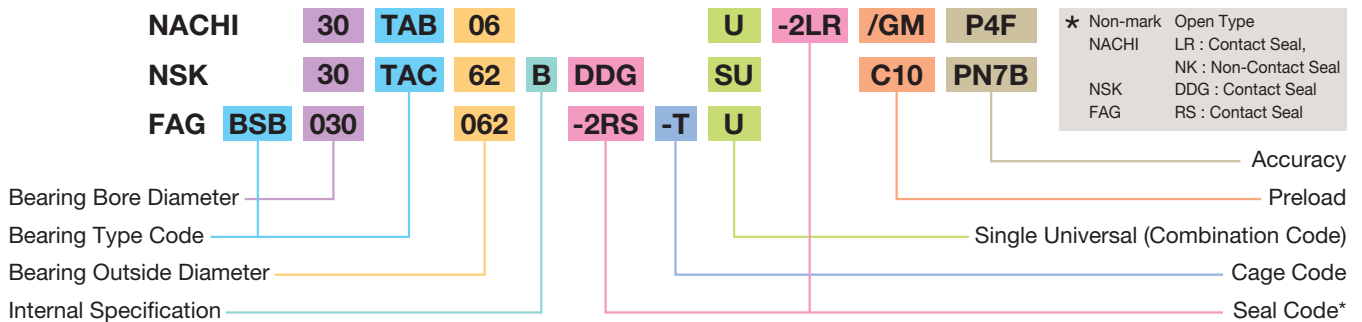 NACHI 30 TAB 06 U -2LR /GM P4F
NSK 30 TAC 62 B DDG SU C10 PN7B
FAG BSB 030 062 -2RS -T U
* Non-mark Open Type
NACHI LR : Contact Seal,
NK : Non-Contact Seal
NSK DDG : Contact Seal
FAG RS : Contact Seal
Accuracy
Bearing Bore Diameter Preload
Bearing Type Code Single Universal (Combination Code)
Bearing Outside Diameter Cage Code
Internal Specification Seal Code*